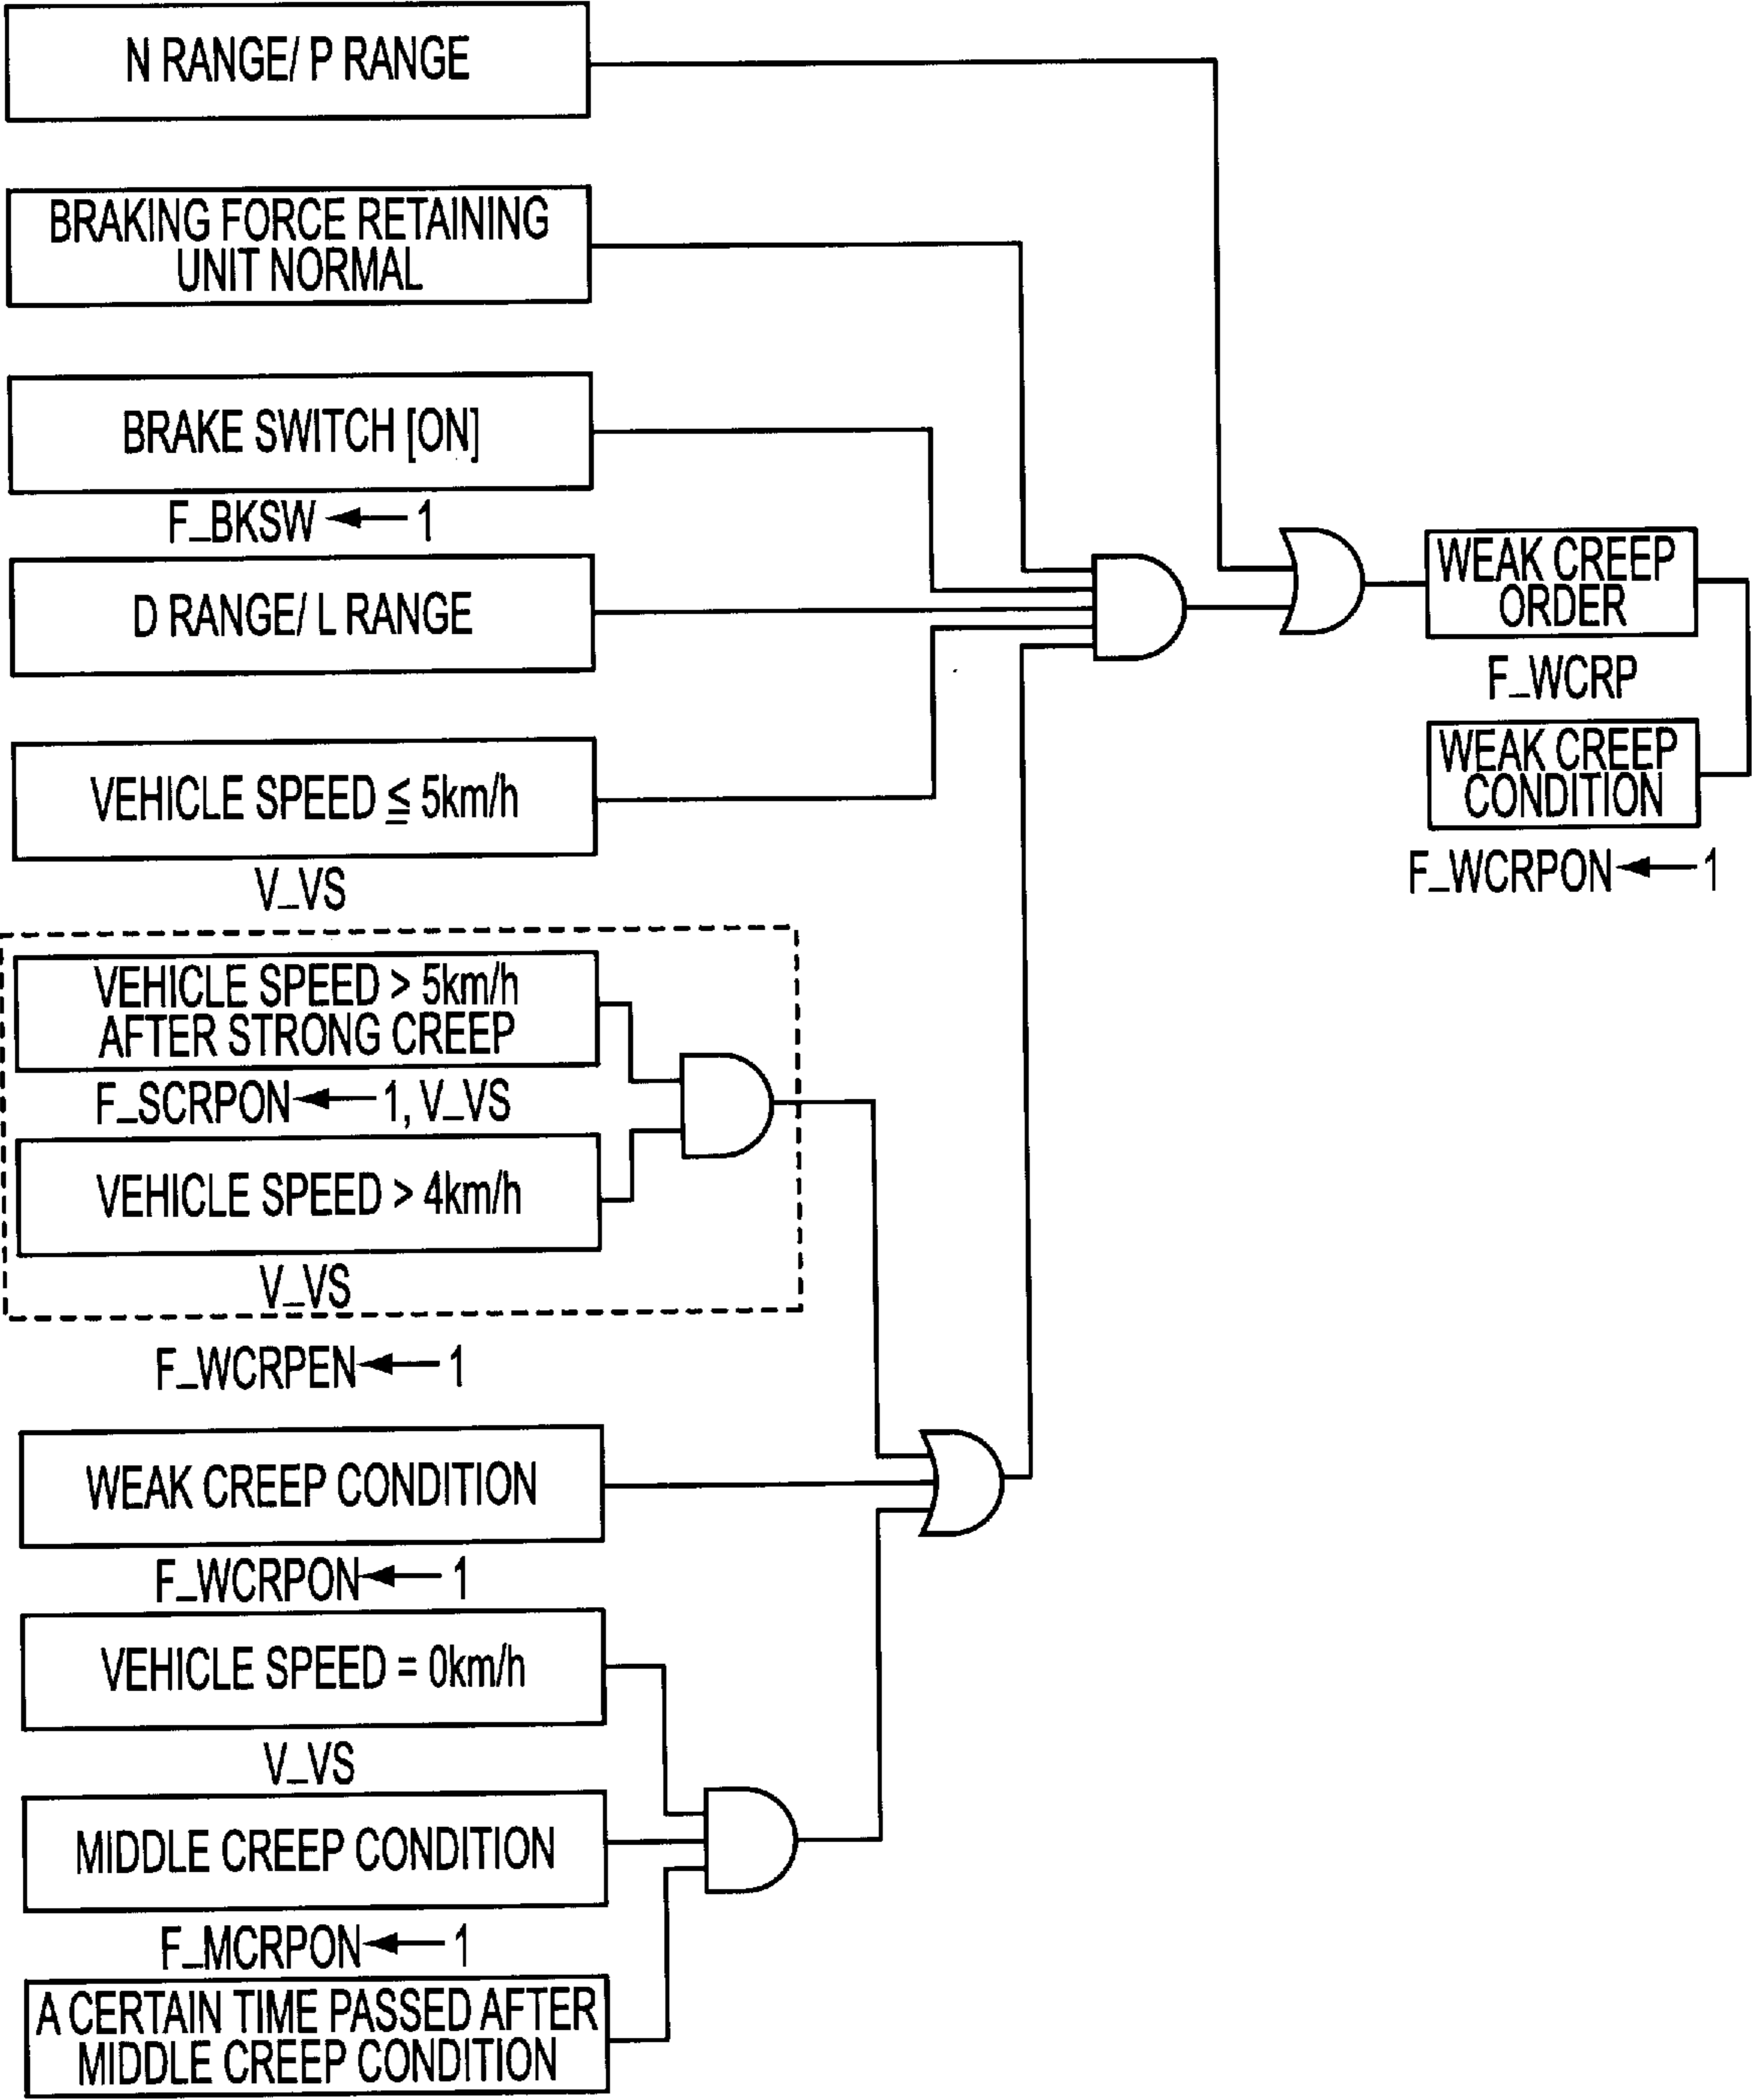 N RANGE/ P RANGE
BRAKING FORCE RETAINING
UNIT NORMAL
BRAKE SWITCH [ON]
F_BKSW ← 1
D RANGE/ L RANGE
VEHICLE SPEED ≦ 5km/h
V_VS
VEHICLE SPEED > 5km/h
AFTER STRONG CREEP
F_SCRPON ← 1, V_VS
VEHICLE SPEED > 4km/h
V_VS
F_WCRPEN ← 1
WEAK CREEP CONDITION
F_WCRPON ← 1
VEHICLE SPEED = 0km/h
V_VS
MIDDLE CREEP CONDITION
F_MCRPON ← 1
A CERTAIN TIME PASSED AFTER
MIDDLE CREEP CONDITION
WEAK CREEP
ORDER
F_WCRP
WEAK CREEP
CONDITION
F_WCRPON ← 1